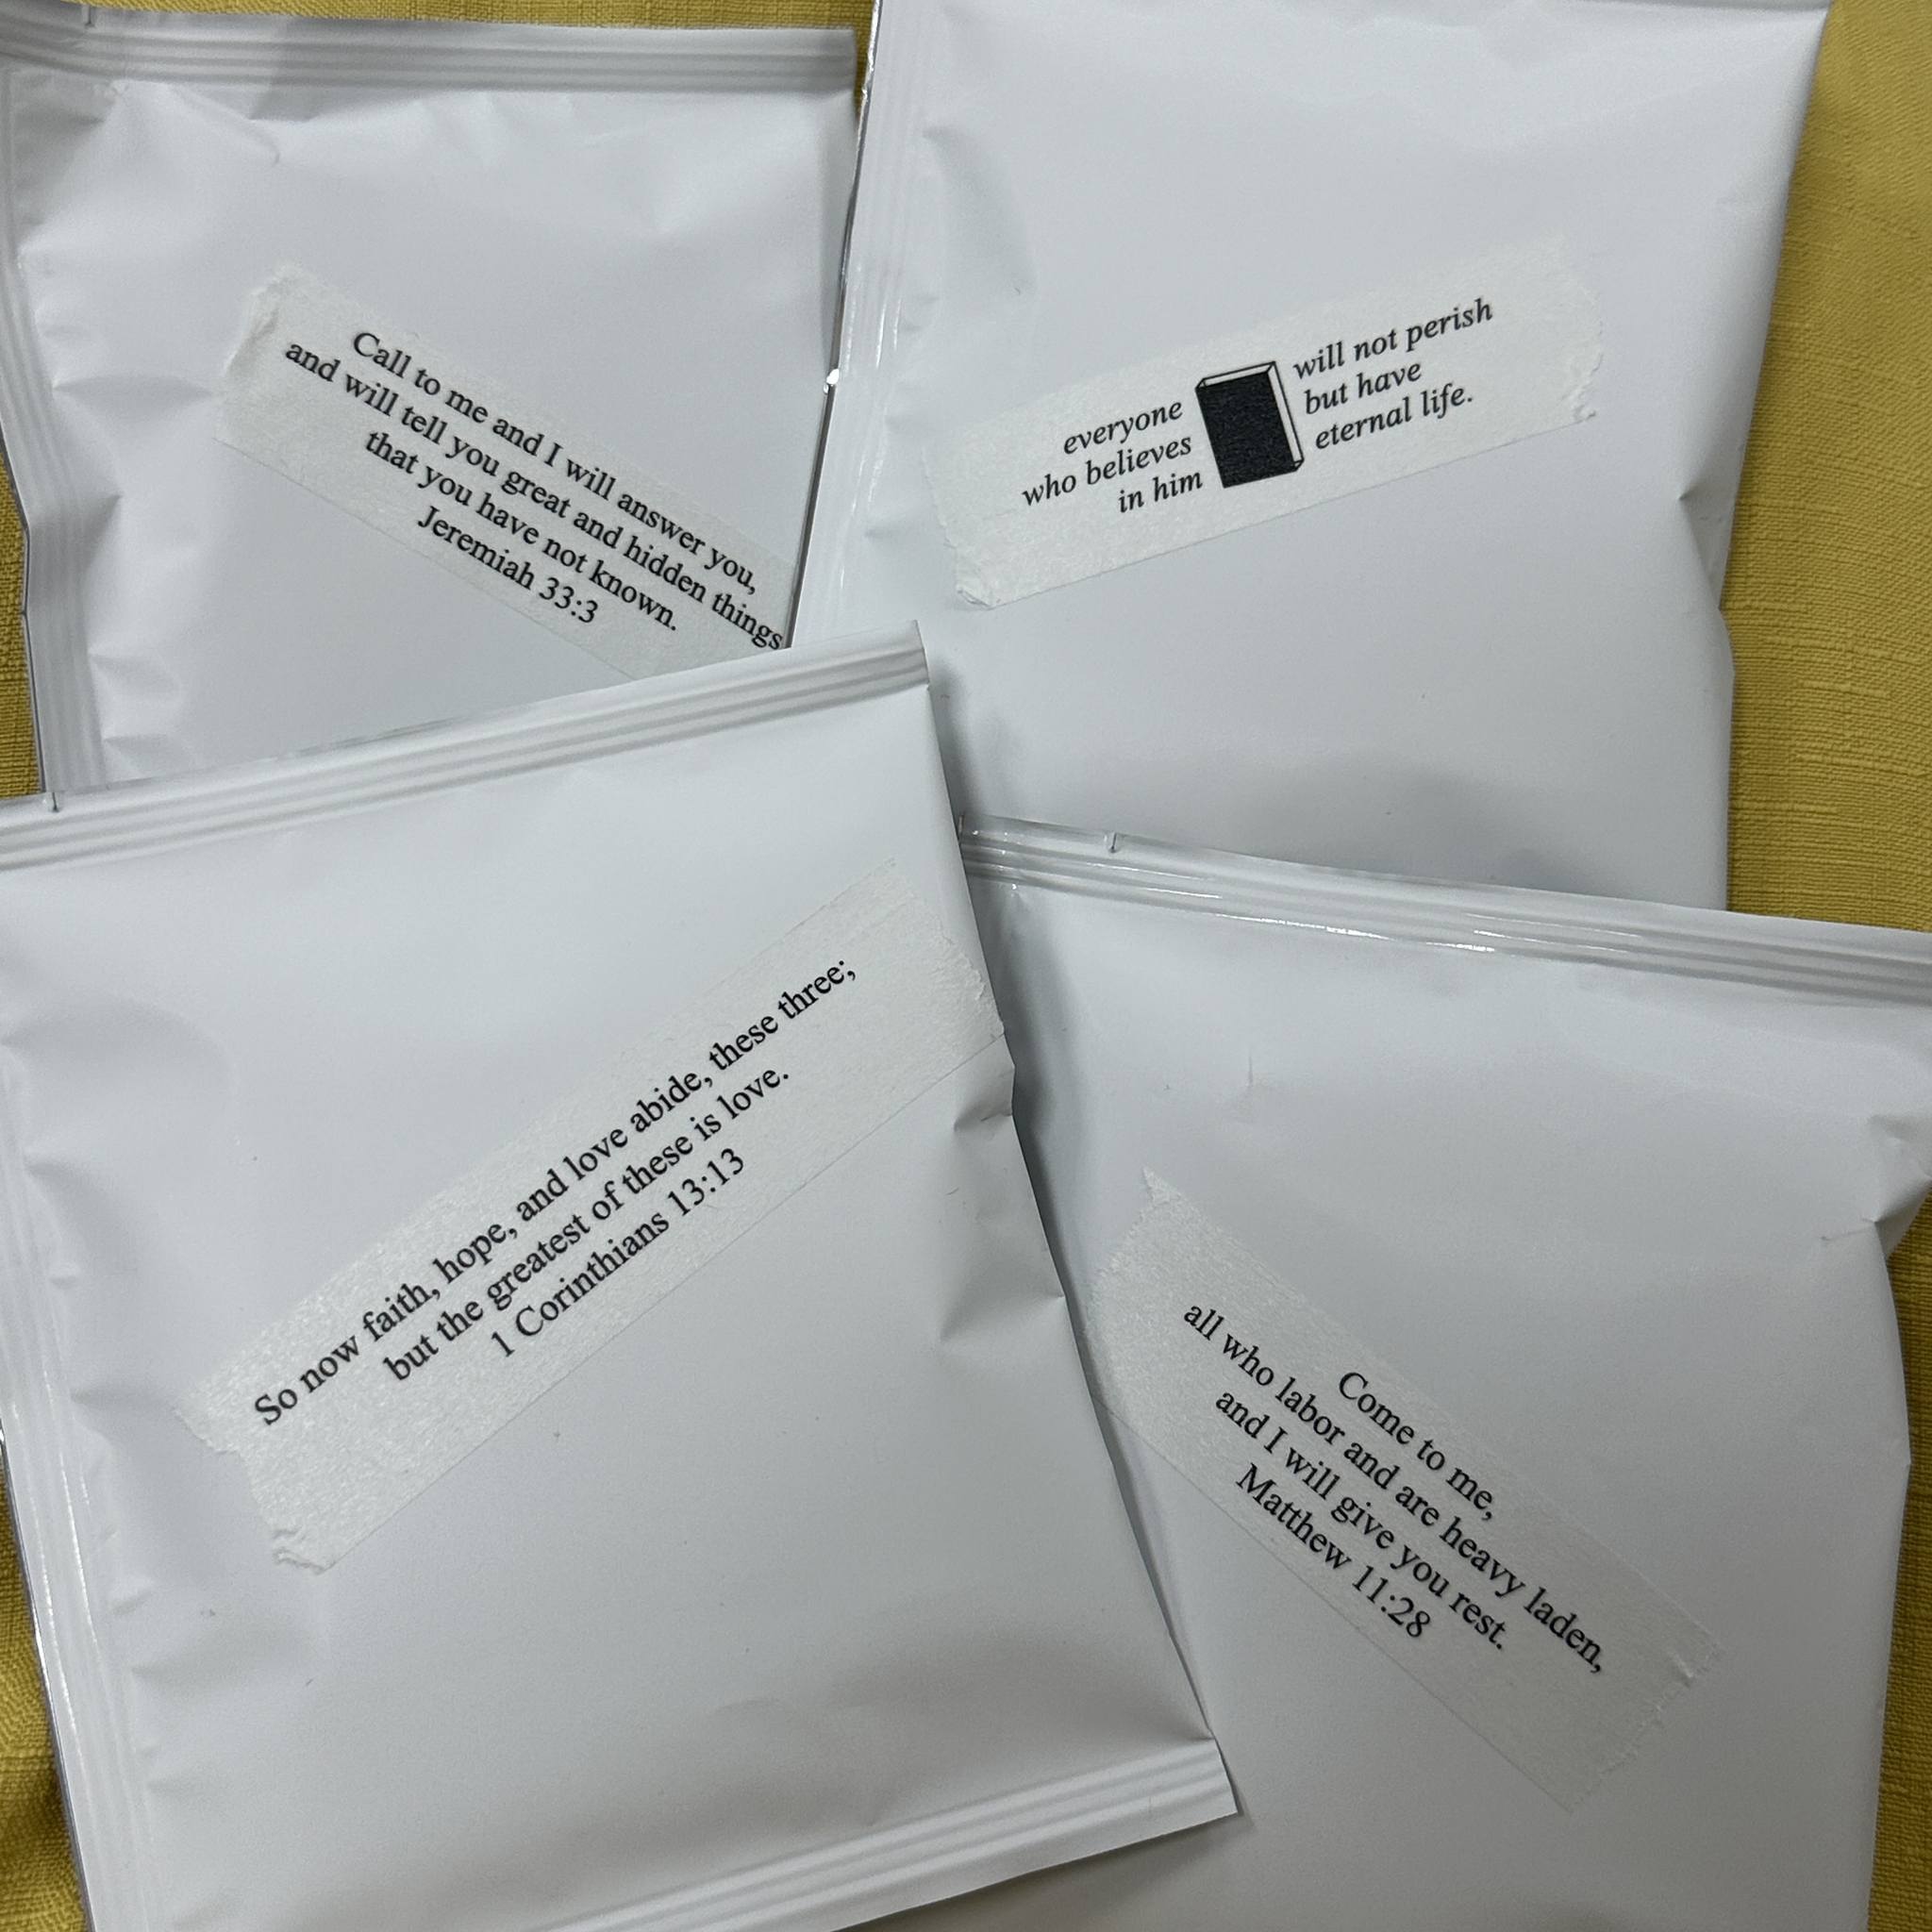 Call to me and I will answer you,
and will tell you great and hidden things
that you have not known.
Jeremiah 33:3
everyone
who believes
in him
will not perish
but have
eternal life.
So now faith, hope, and love abide, these three;
but the greatest of these is love.
1 Corinthians 13:13
Come to me,
all who labor and are heavy laden,
and I will give you rest.
Matthew 11:28